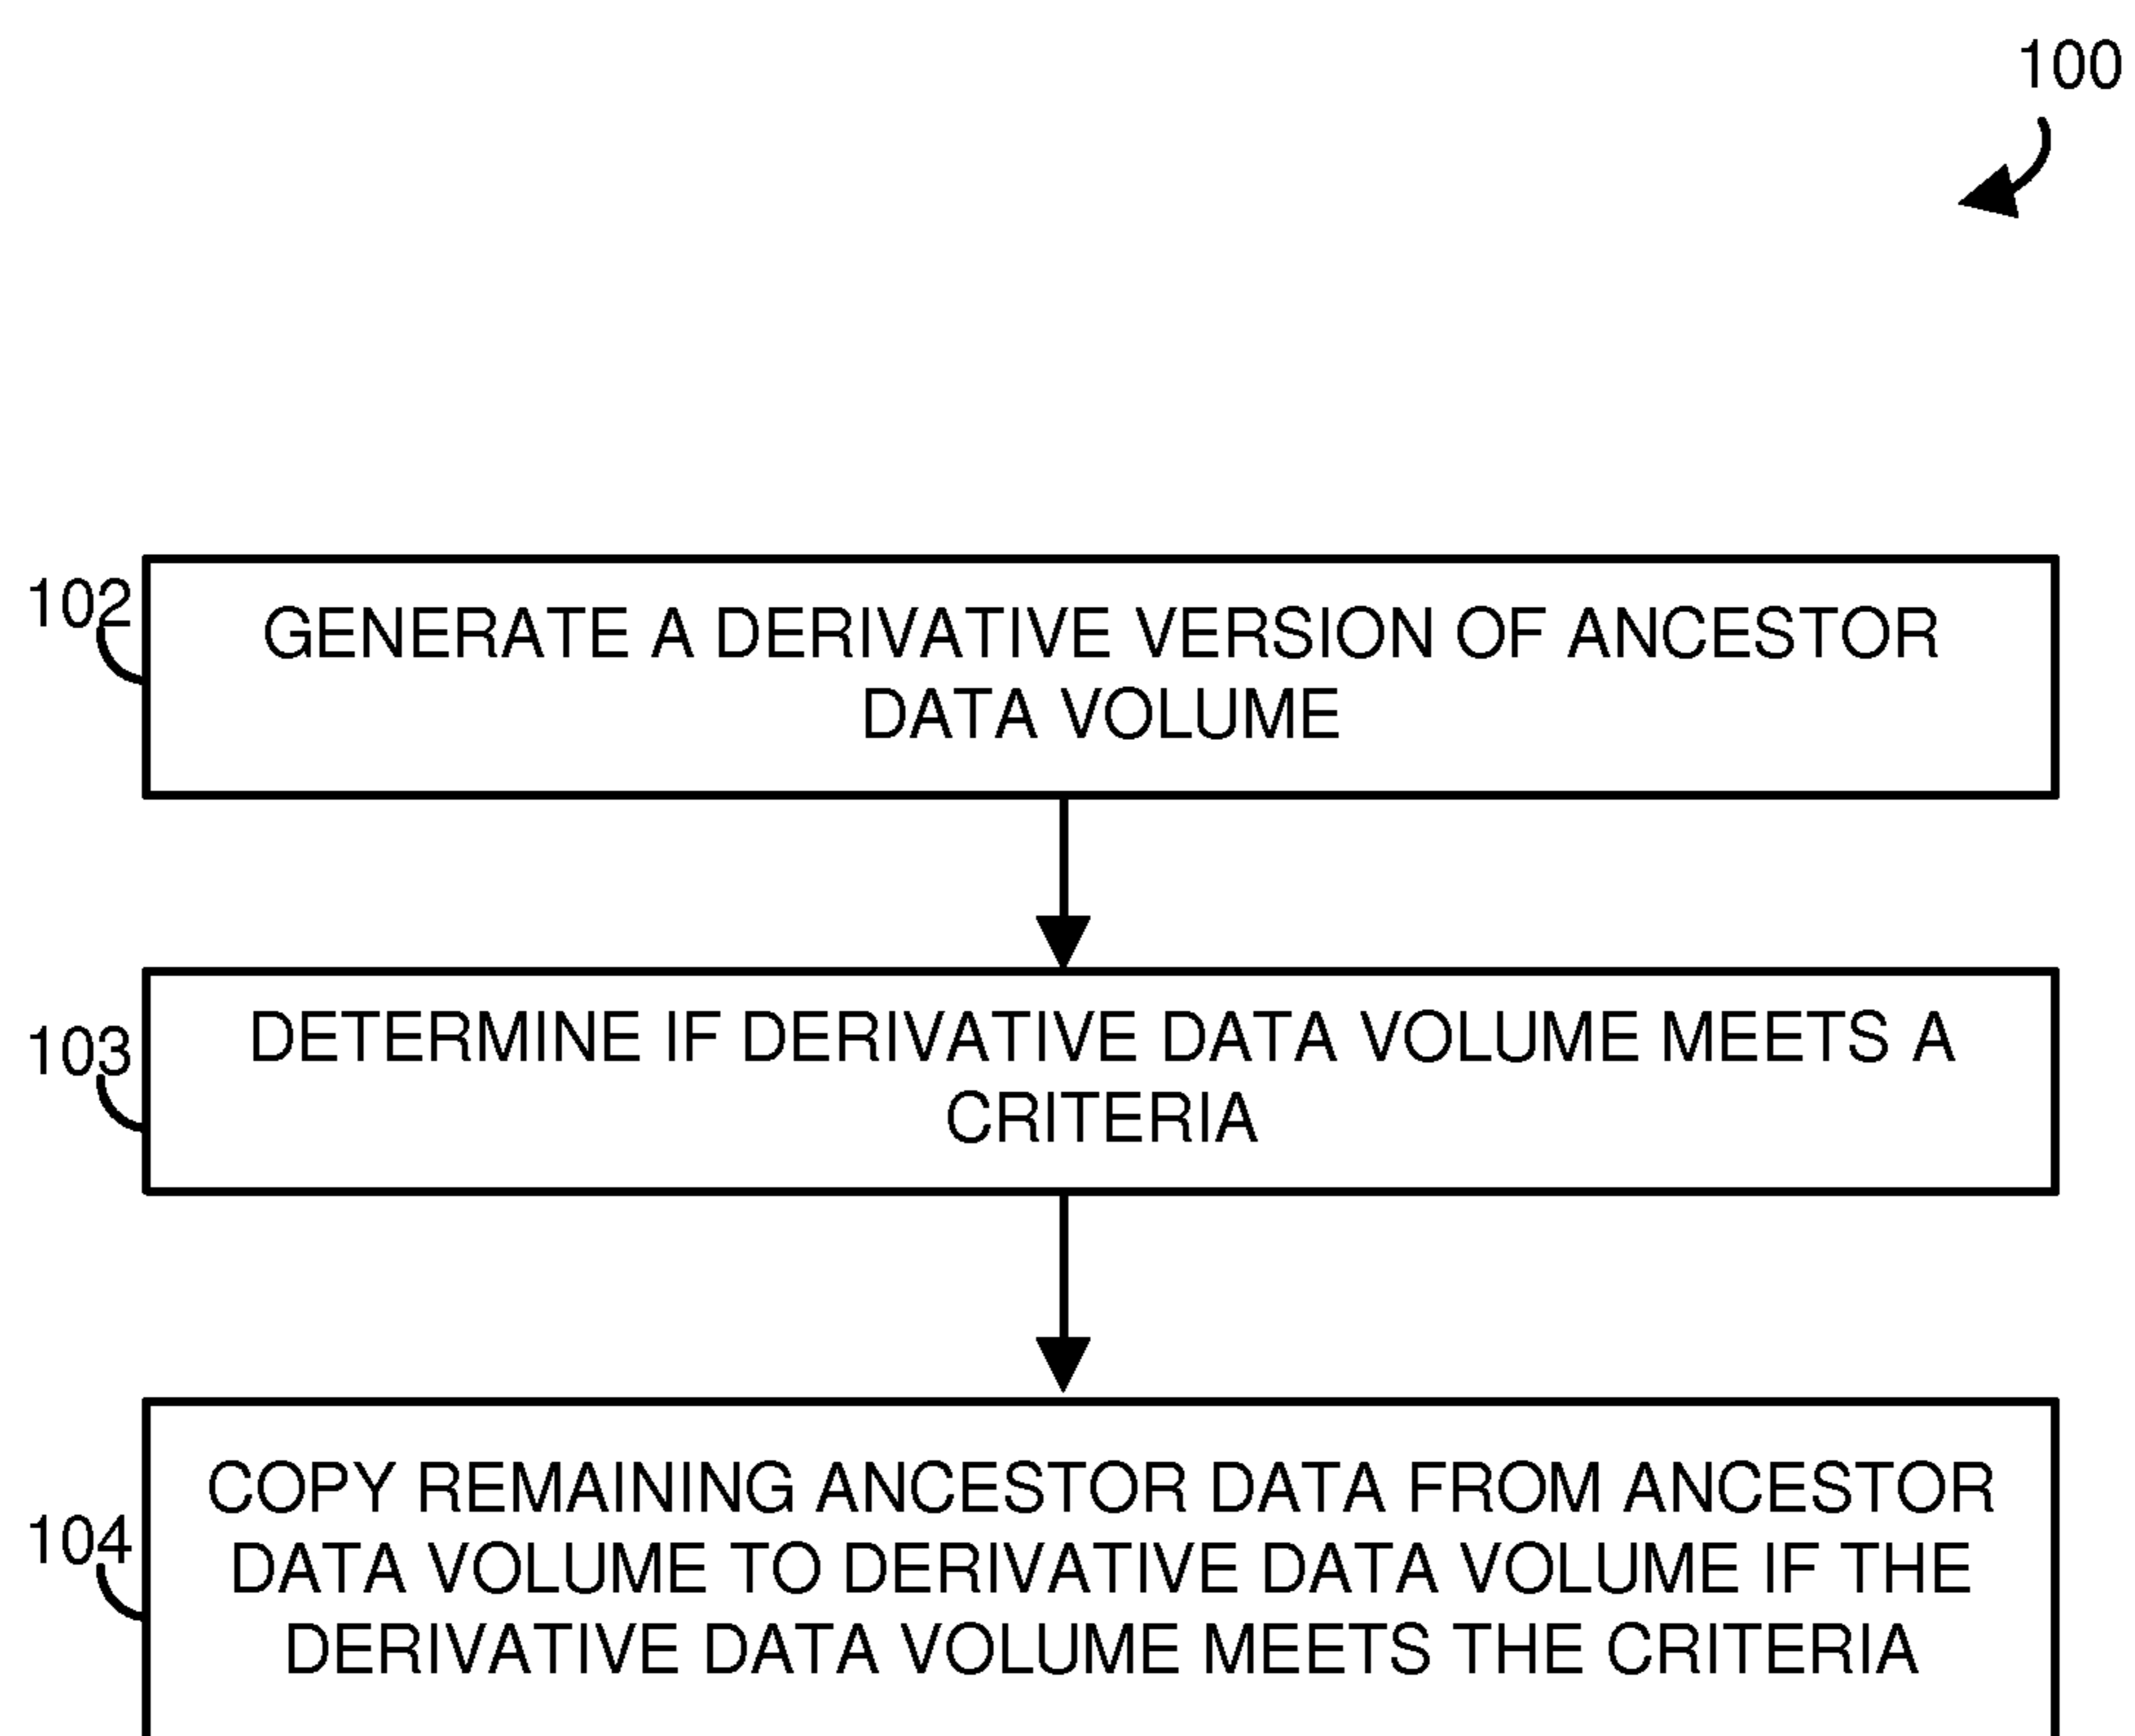 100
102
GENERATE A DERIVATIVE VERSION OF ANCESTOR
DATA VOLUME
103
DETERMINE IF DERIVATIVE DATA VOLUME MEETS A
CRITERIA
104
COPY REMAINING ANCESTOR DATA FROM ANCESTOR
DATA VOLUME TO DERIVATIVE DATA VOLUME IF THE
DERIVATIVE DATA VOLUME MEETS THE CRITERIA